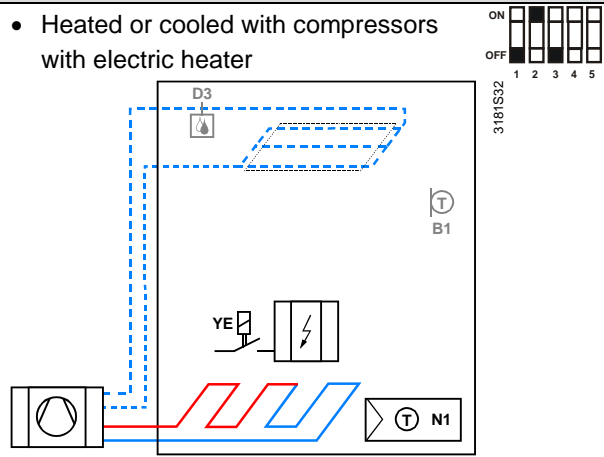 • Heated or cooled with compressors
with electric heater
ON
OFF
1 2 3 4 5
3181S32
D3
T
B1
YE
T N1